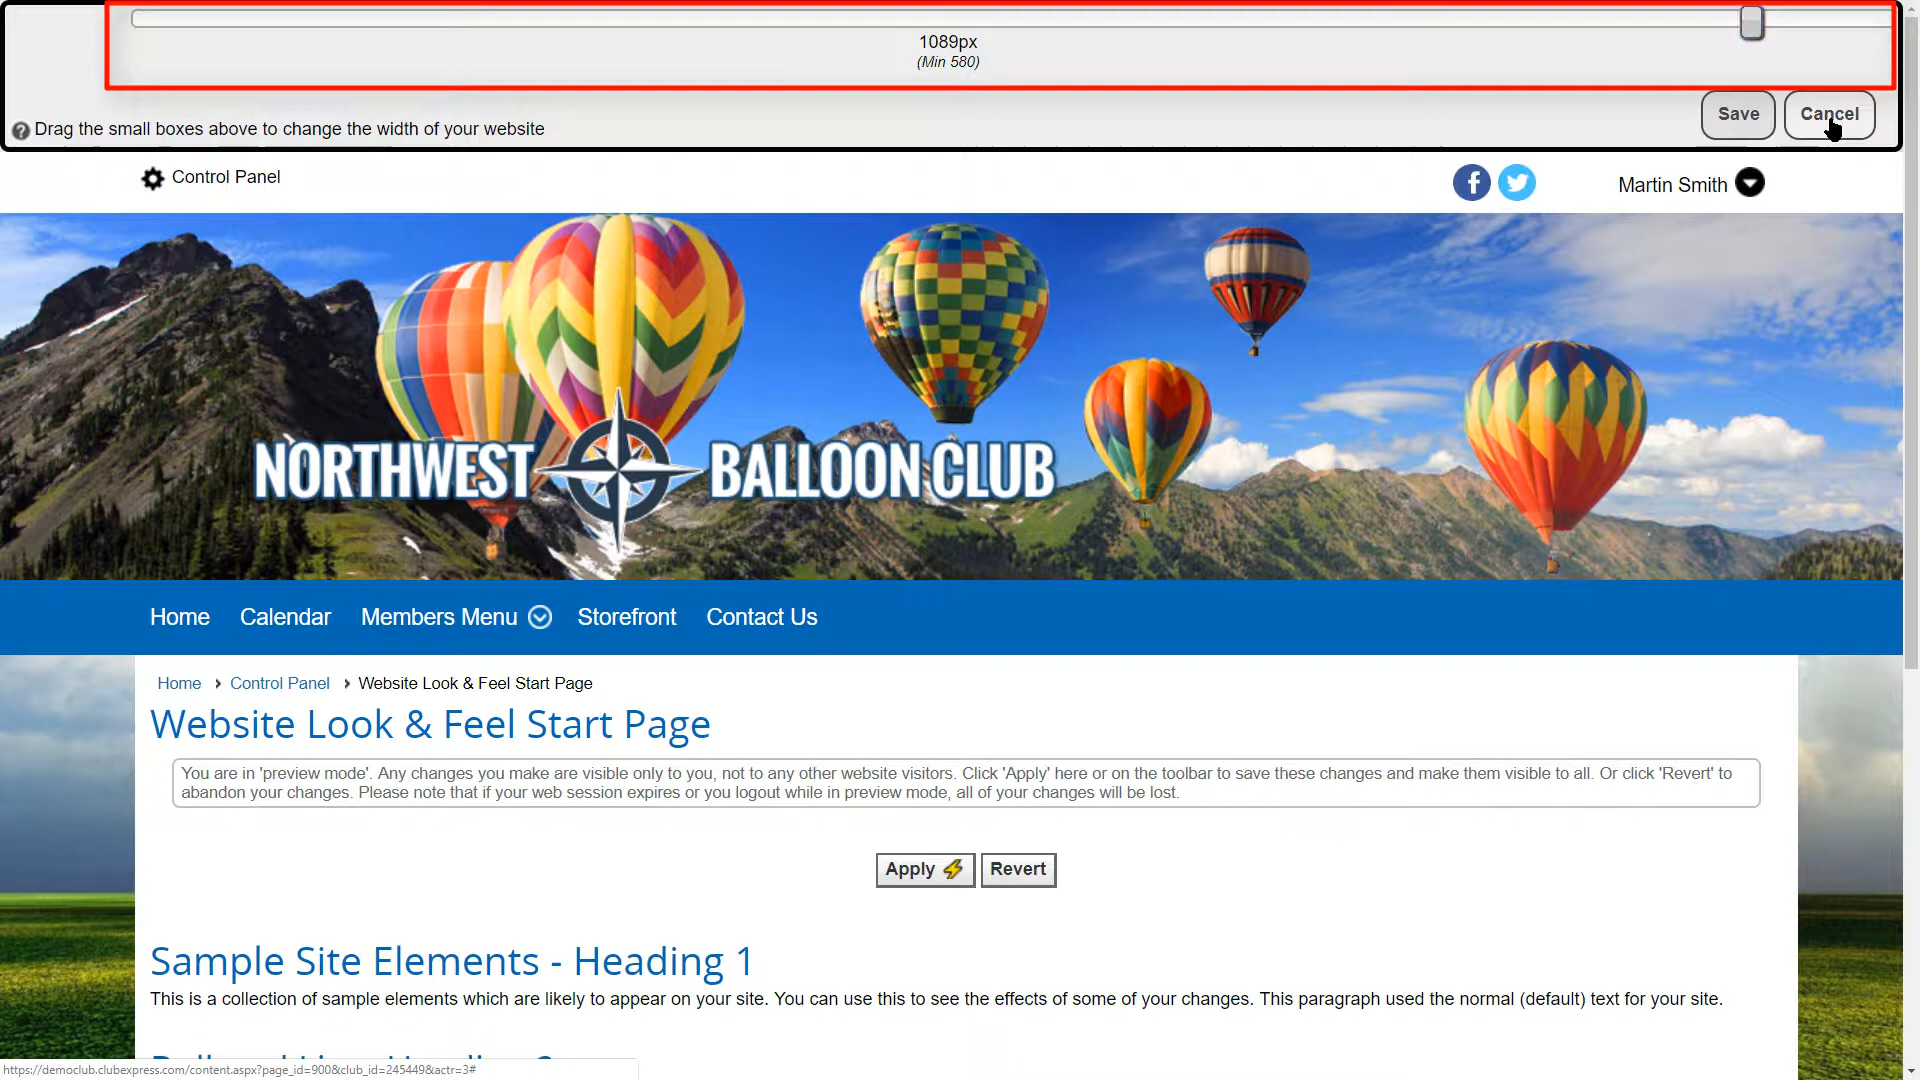 1089px
(Min 580)
Drag the small boxes above to change the width of your website
Save
Cancel
Control Panel
Martin Smith
NORTHWEST BALLOON CLUB
Home
Calendar
Members Menu
Storefront
Contact Us
Home › Control Panel › Website Look & Feel Start Page
Website Look & Feel Start Page
You are in 'preview mode'. Any changes you make are visible only to you, not to any other website visitors. Click 'Apply' here or on the toolbar to save these changes and make them visible to all. Or click 'Revert' to
abandon your changes. Please note that if your web session expires or you logout while in preview mode, all of your changes will be lost.
Apply
Revert
Sample Site Elements - Heading 1
This is a collection of sample elements which are likely to appear on your site. You can use this to see the effects of some of your changes. This paragraph used the normal (default) text for your site.
https://democlub.clubexpress.com/content.aspx?page_id=900&club_id=245449&actr=3#